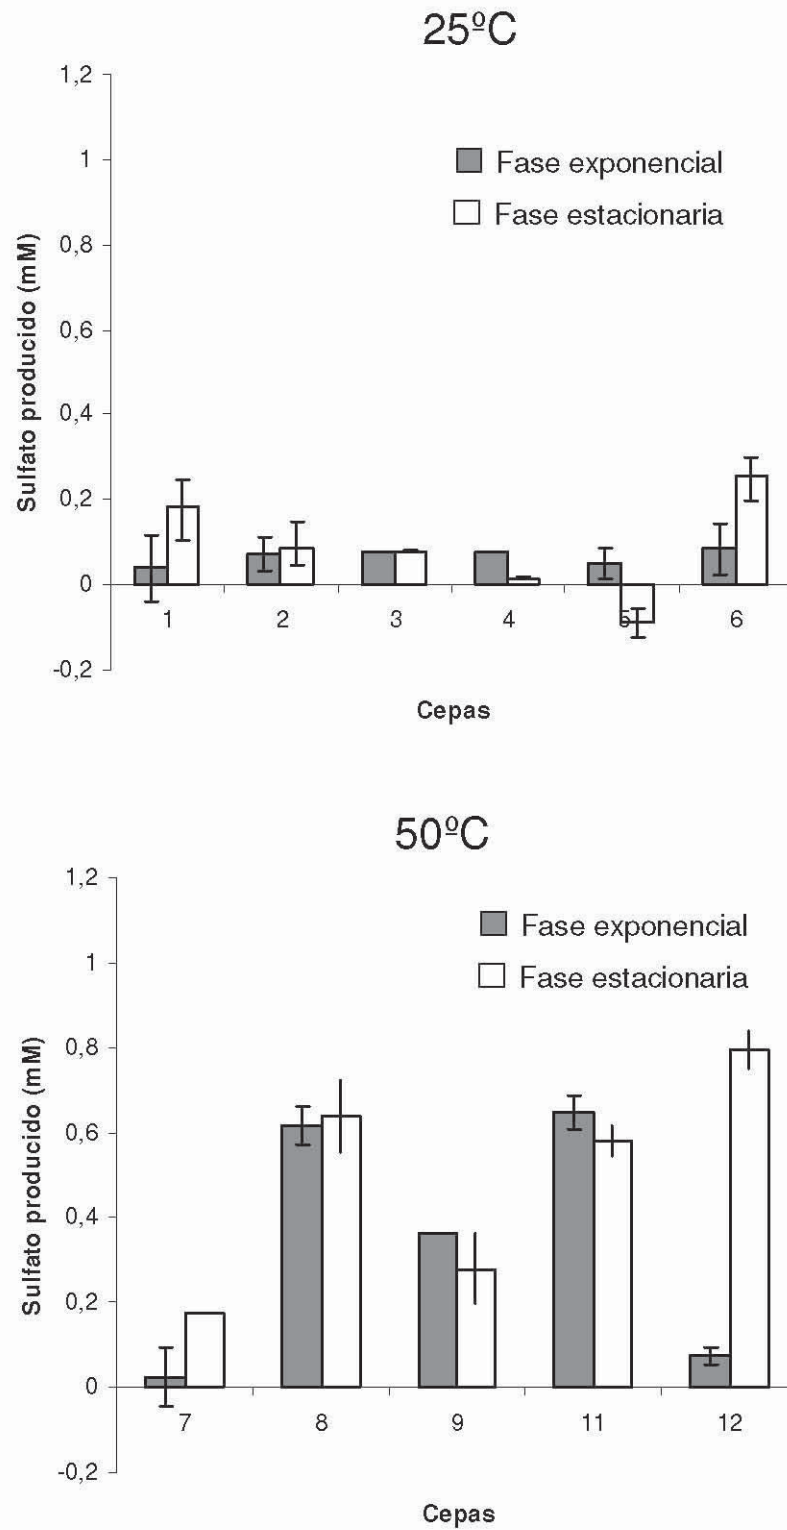 25ºC
1,2
1
0,8
0,6
0,4
0,2
0
-0,2
Sulfato producido (mM)
Fase exponencial
Fase estacionaria
1 2 3 4 5 6
Cepas
50ºC
1,2
1
0,8
0,6
0,4
0,2
0
-0,2
Sulfato producido (mM)
Fase exponencial
Fase estacionaria
7 8 9 11 12
Cepas